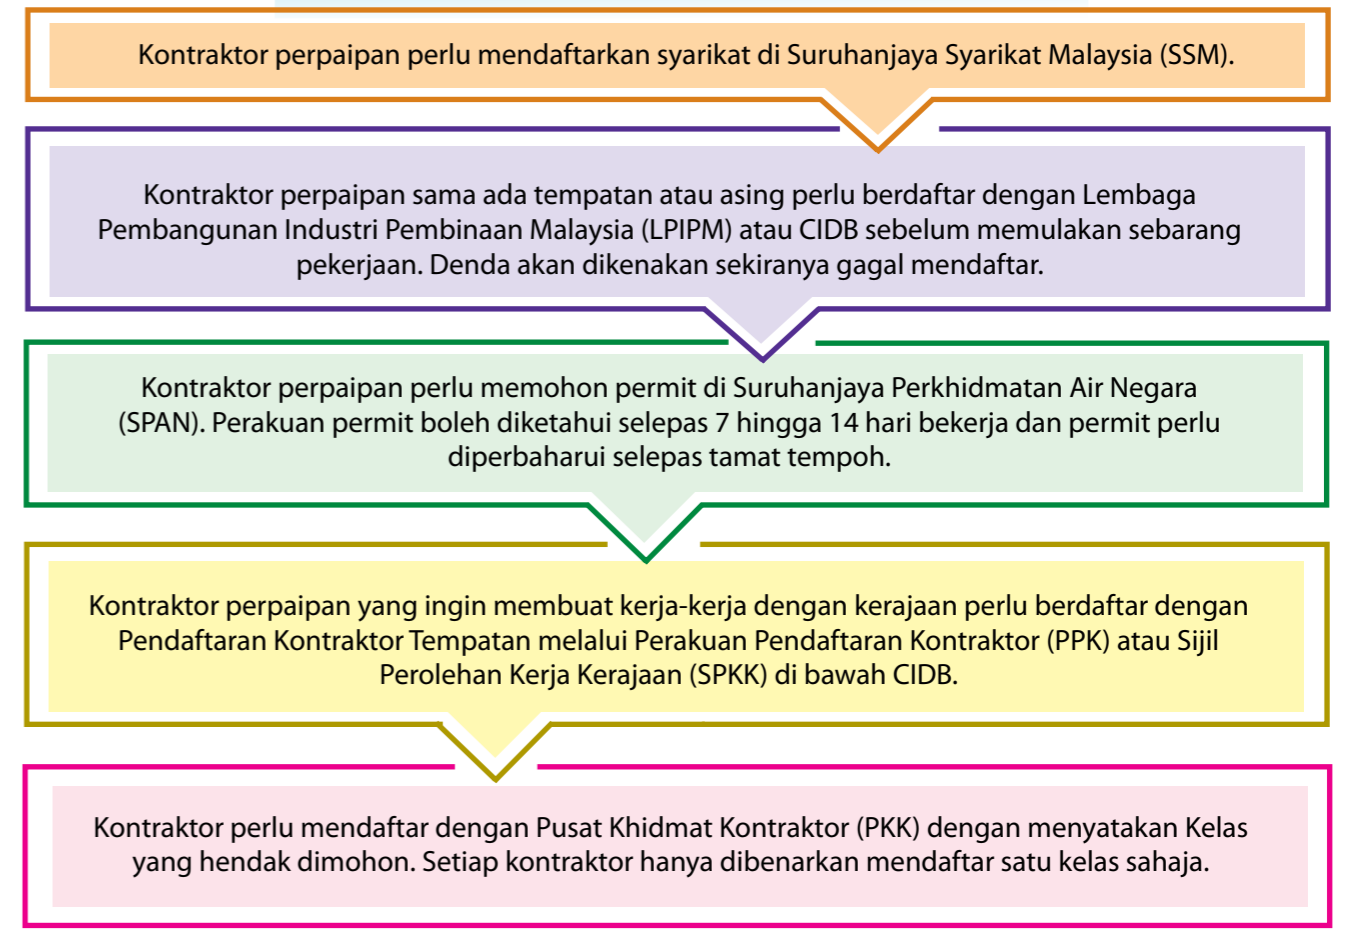 Kontraktor perpaipan perlu mendaftarkan syarikat di Suruhanjaya Syarikat Malaysia (SSM).
Kontraktor perpaipan sama ada tempatan atau asing perlu berdaftar dengan Lembaga
Pembangunan Industri Pembinaan Malaysia (LPIPM) atau CIDB sebelum memulakan sebarang
pekerjaan. Denda akan dikenakan sekiranya gagal mendaftar.
Kontraktor perpaipan perlu memohon permit di Suruhanjaya Perkhidmatan Air Negara
(SPAN). Perakuan permit boleh diketahui selepas 7 hingga 14 hari bekerja dan permit perlu
diperbaharui selepas tamat tempoh.
Kontraktor perpaipan yang ingin membuat kerja-kerja dengan kerajaan perlu berdaftar dengan
Pendaftaran Kontraktor Tempatan melalui Perakuan Pendaftaran Kontraktor (PPK) atau Sijil
Perolehan Kerja Kerajaan (SPKK) di bawah CIDB.
Kontraktor perlu mendaftar dengan Pusat Khidmat Kontraktor (PKK) dengan menyatakan Kelas
yang hendak dimohon. Setiap kontraktor hanya dibenarkan mendaftar satu kelas sahaja.